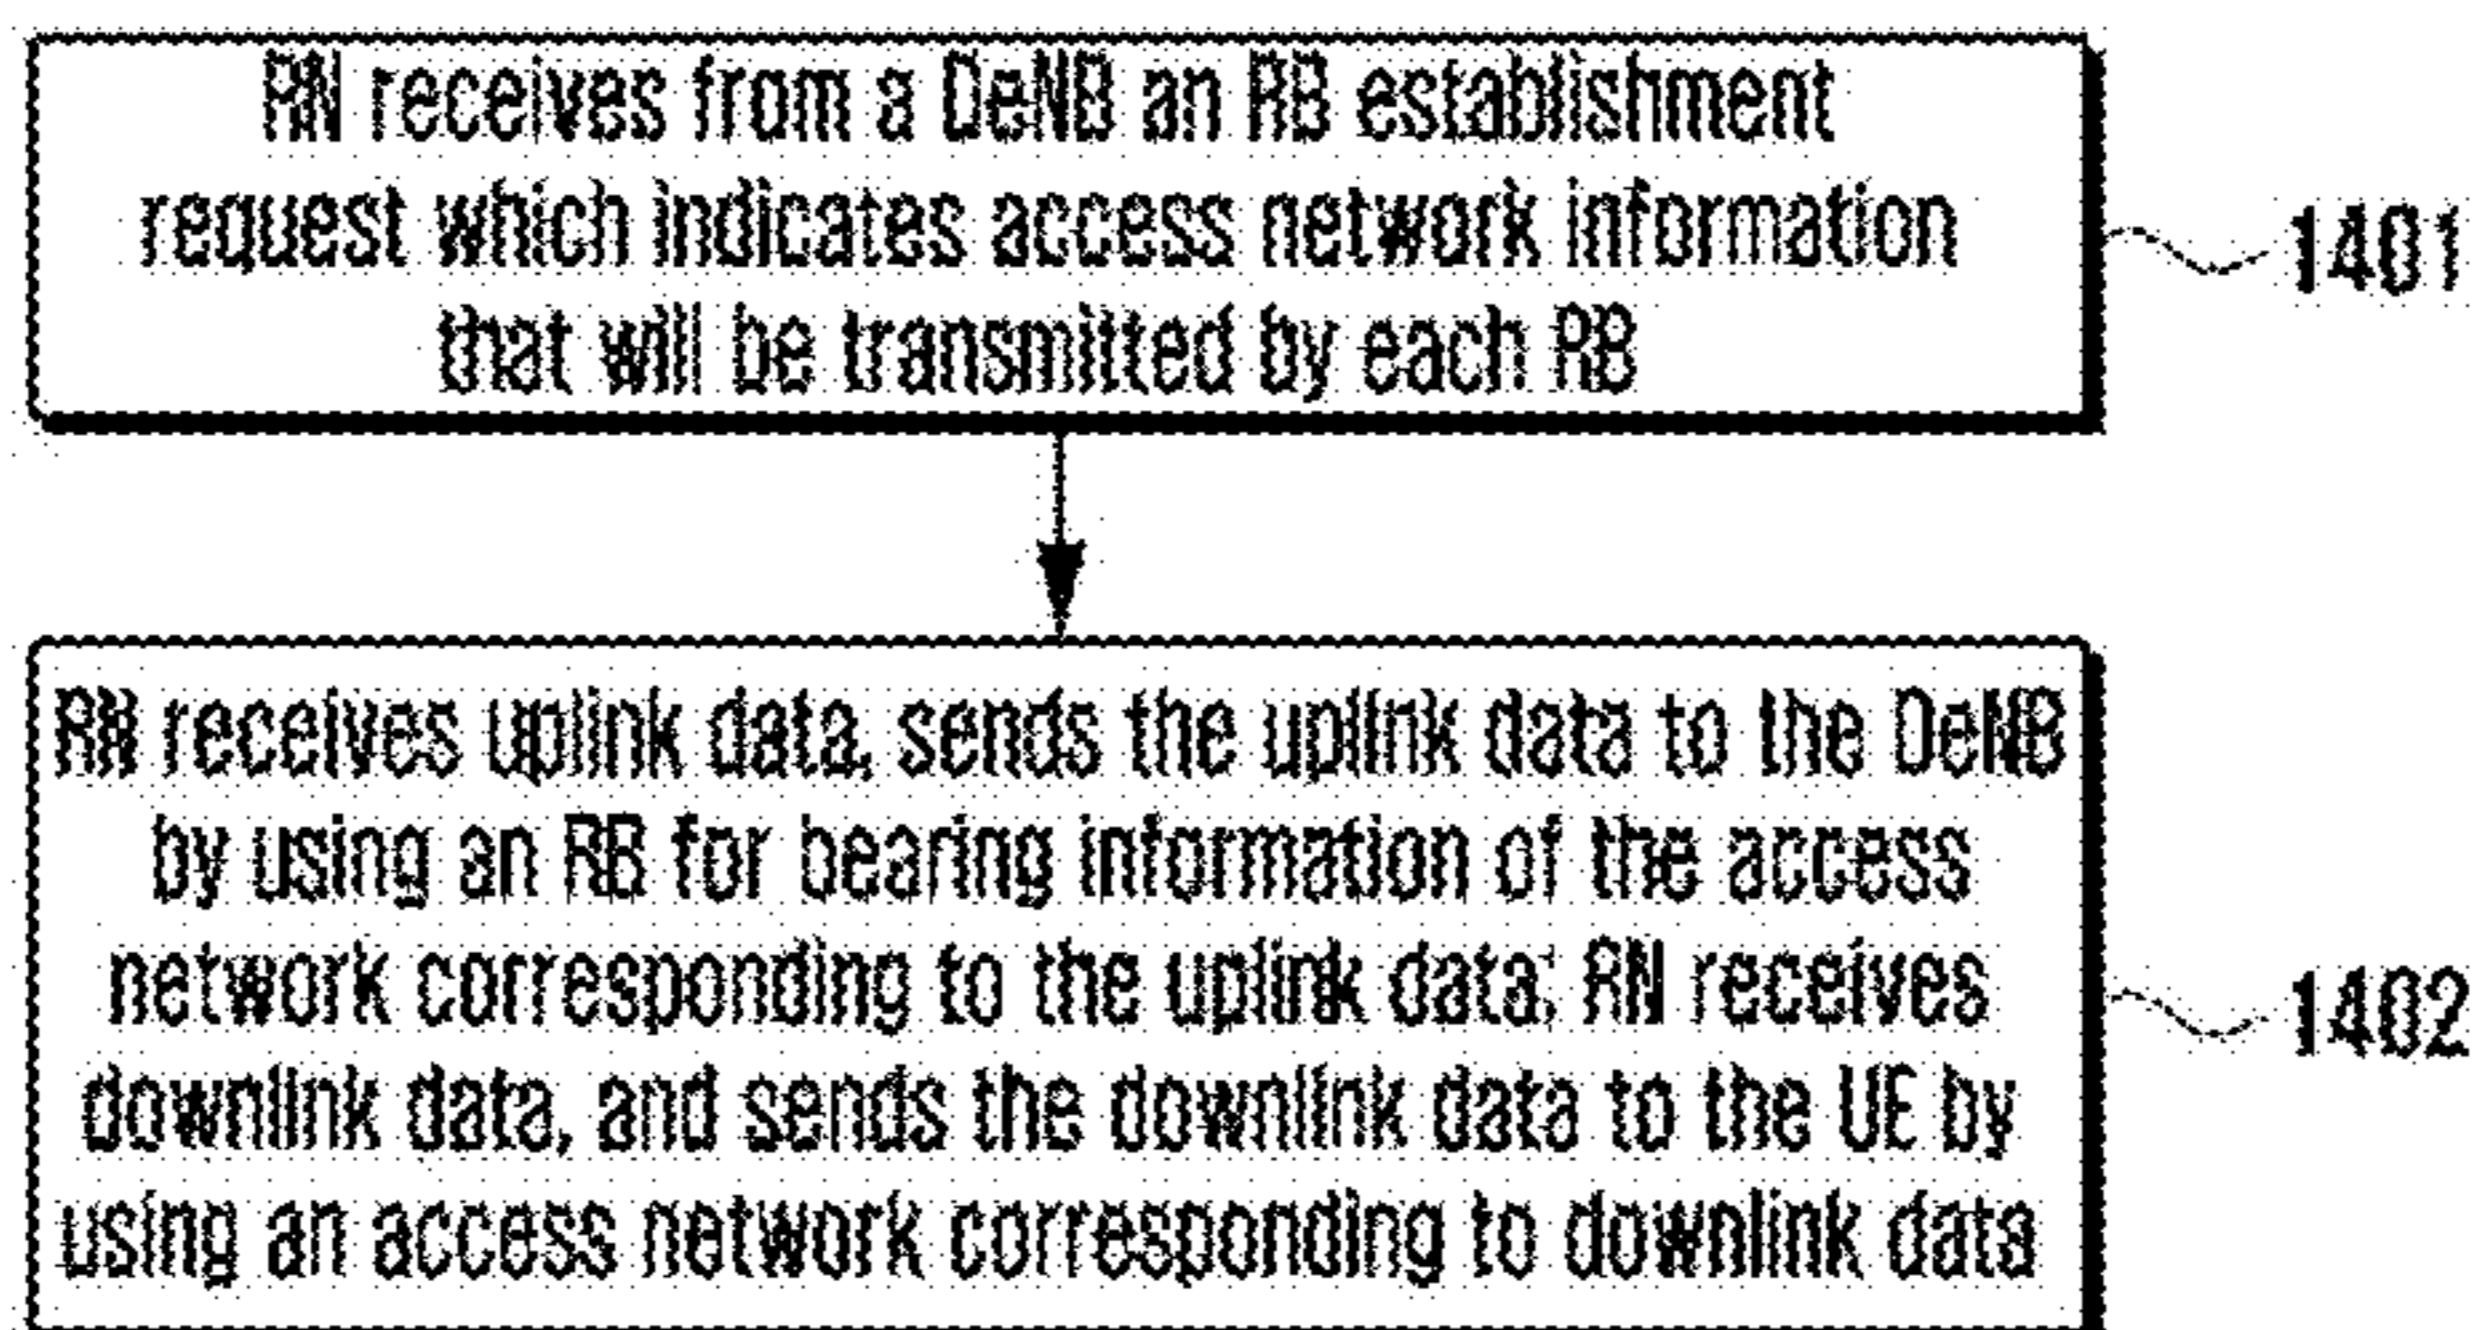 RN receives from a DeNB an RB establishment
request which indicates access network information
that will be transmitted by each RB
1401
RN receives uplink data, sends the uplink data to the DeNB
by using an RB for bearing information of the access
network corresponding to the uplink data; RN receives
downlink data, and sends the downlink data to the UE by
using an access network corresponding to downlink data
1402